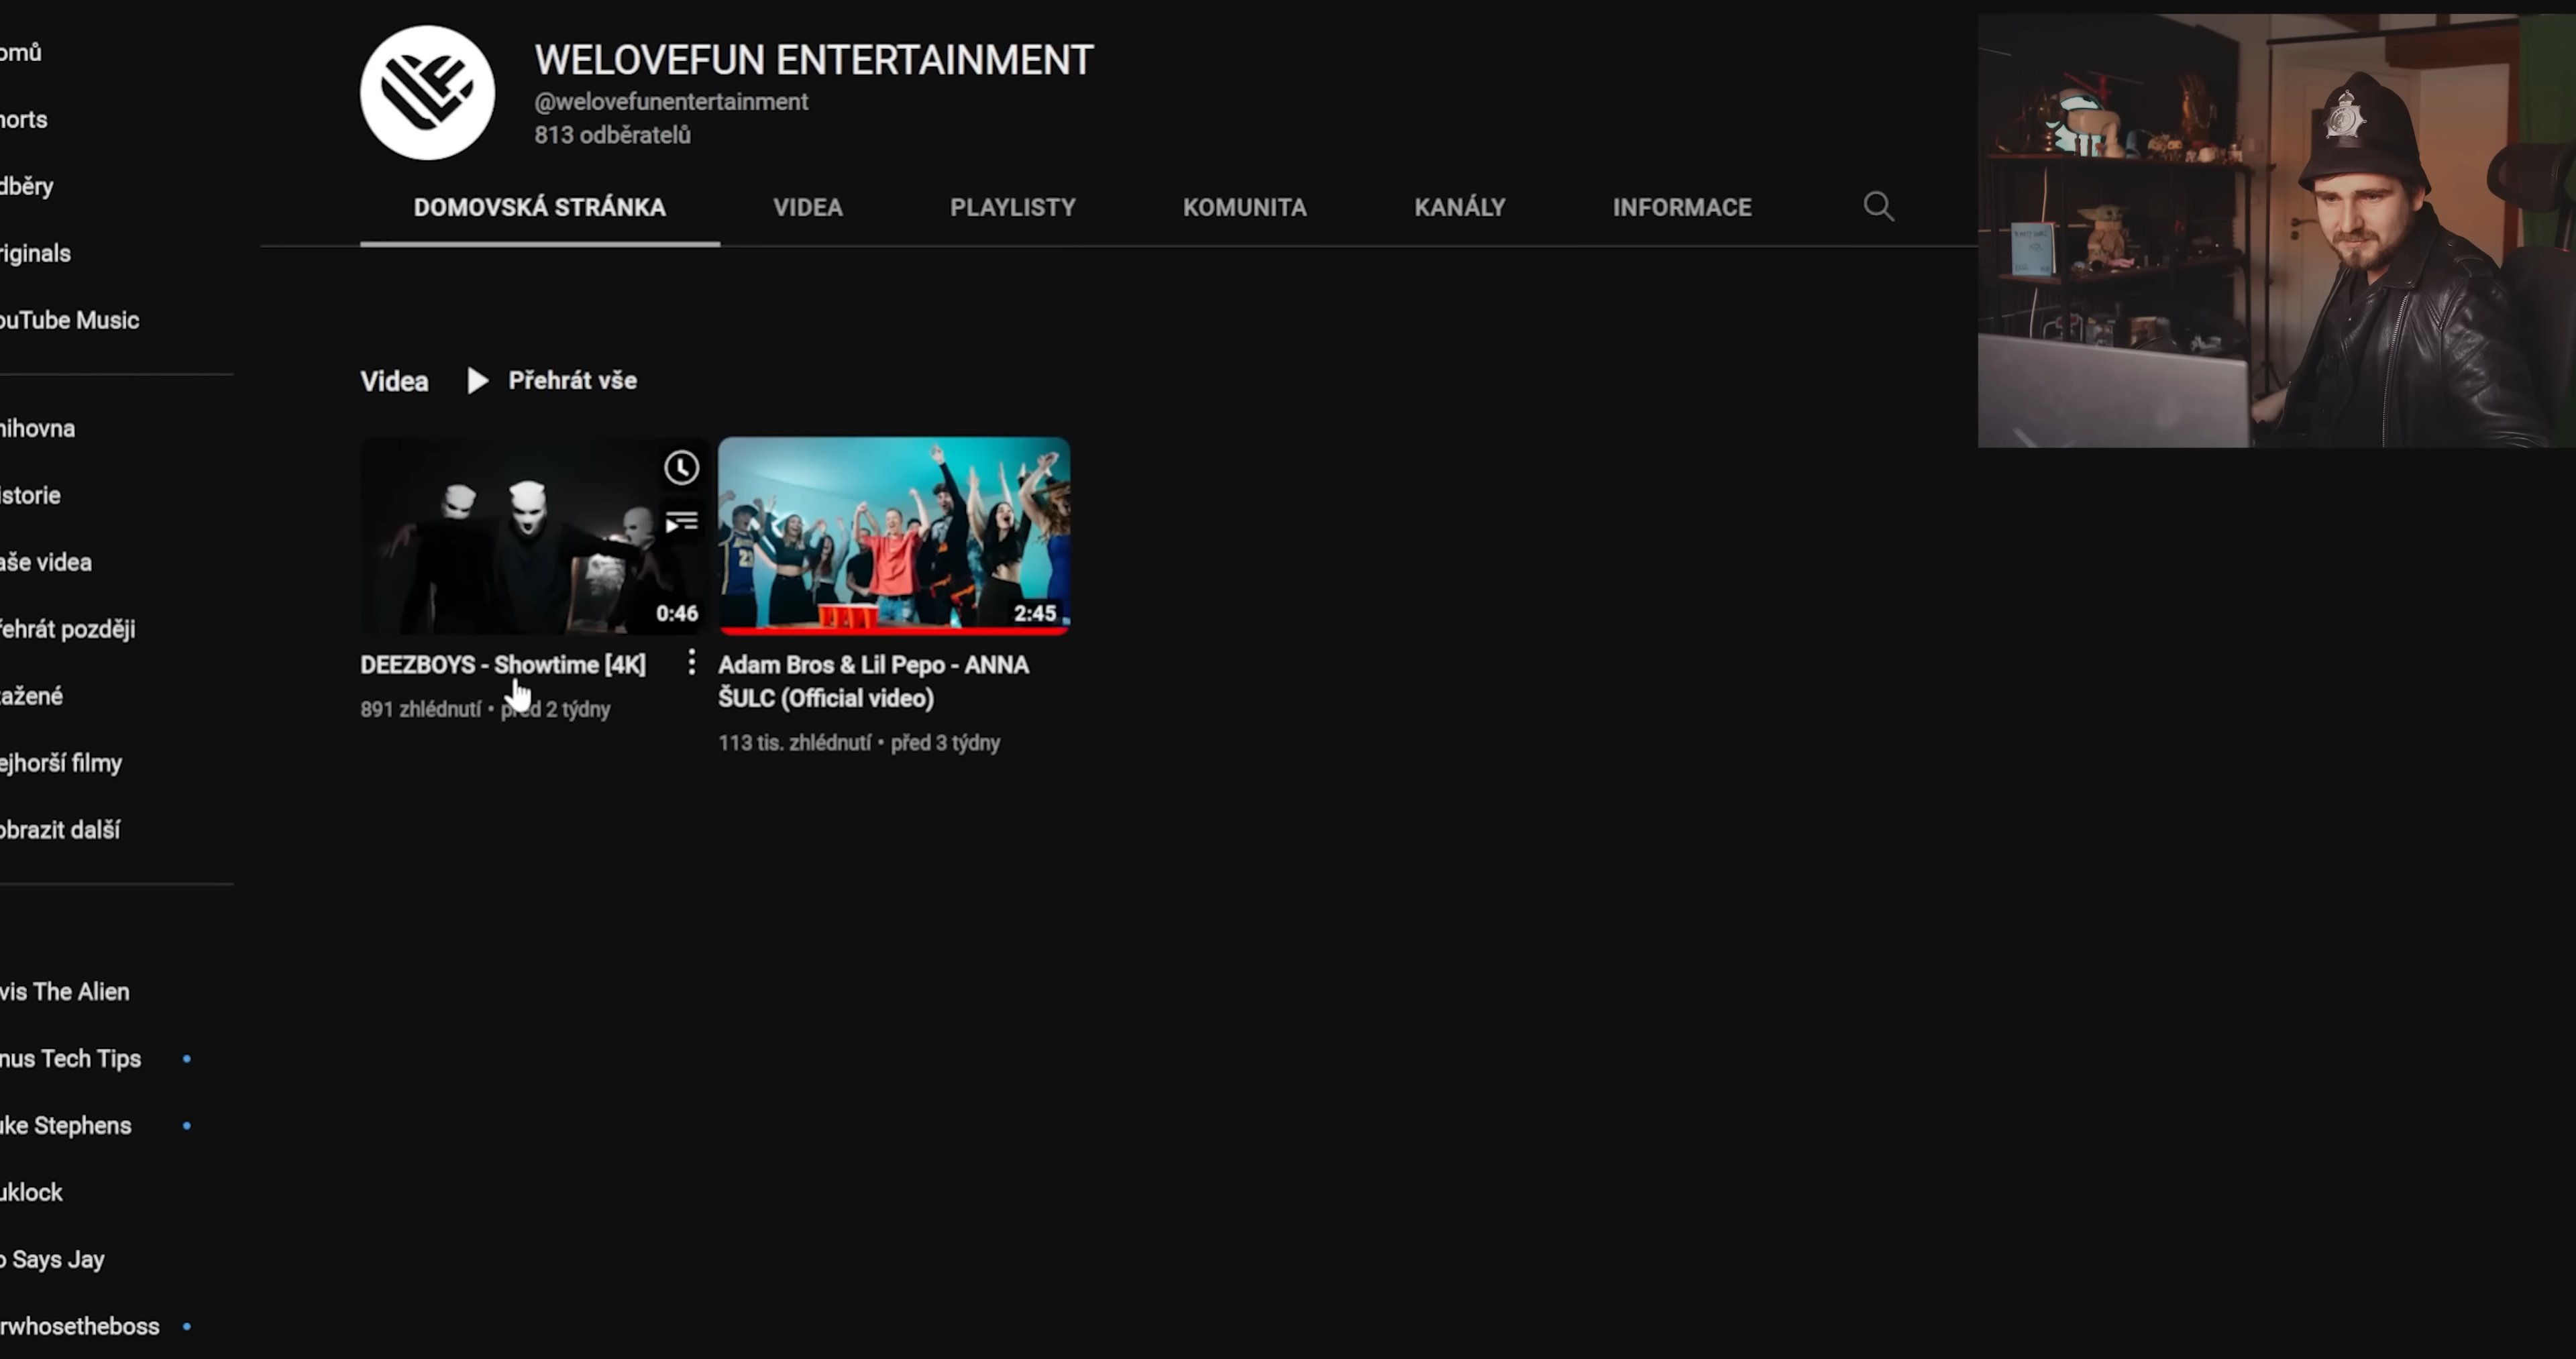 omů
horts
dběry
riginals
ouTube Music
nihovna
istorie
aše videa
řehrát později
tažené
ejhorší filmy
obrazit další
vis The Alien
nus Tech Tips
uke Stephens
uklock
o Says Jay
rwhosetheboss
WELOVEFUN ENTERTAINMENT
@welovefunentertainment
813 odběratelů
DOMOVSKÁ STRÁNKA VIDEA PLAYLISTY KOMUNITA KANÁLY INFORMACE
Videa Přehrát vše
0:46
DEEZBOYS - Showtime [4K]
891 zhlédnutí • před 2 týdny
23
2:45
Adam Bros & Lil Pepo - ANNA
ŠULC (Official video)
113 tis. zhlédnutí • před 3 týdny